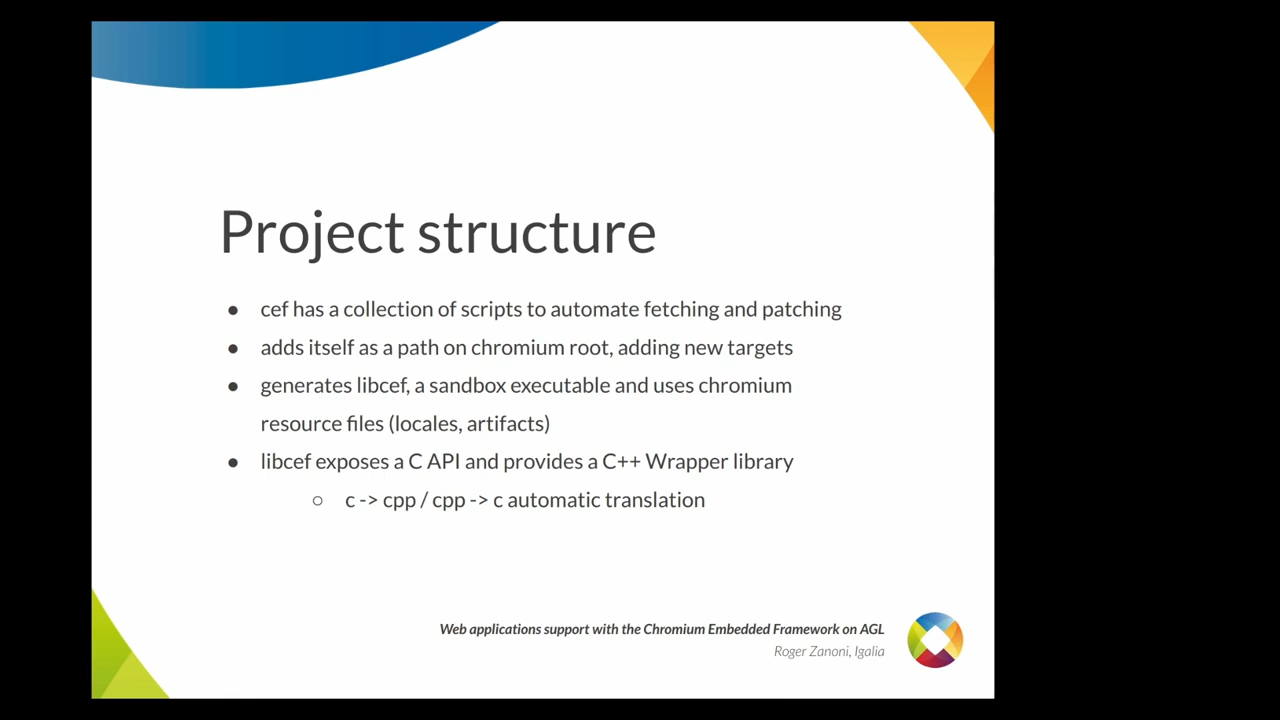 Project structure
● cef has a collection of scripts to automate fetching and patching
● adds itself as a path on chromium root, adding new targets
● generates libcef, a sandbox executable and uses chromium
resource files (locales, artifacts)
● libcef exposes a C API and provides a C++ Wrapper library
○ c -> cpp / cpp -> c automatic translation
Web applications support with the Chromium Embedded Framework on AGL
Roger Zanoni, Igalia